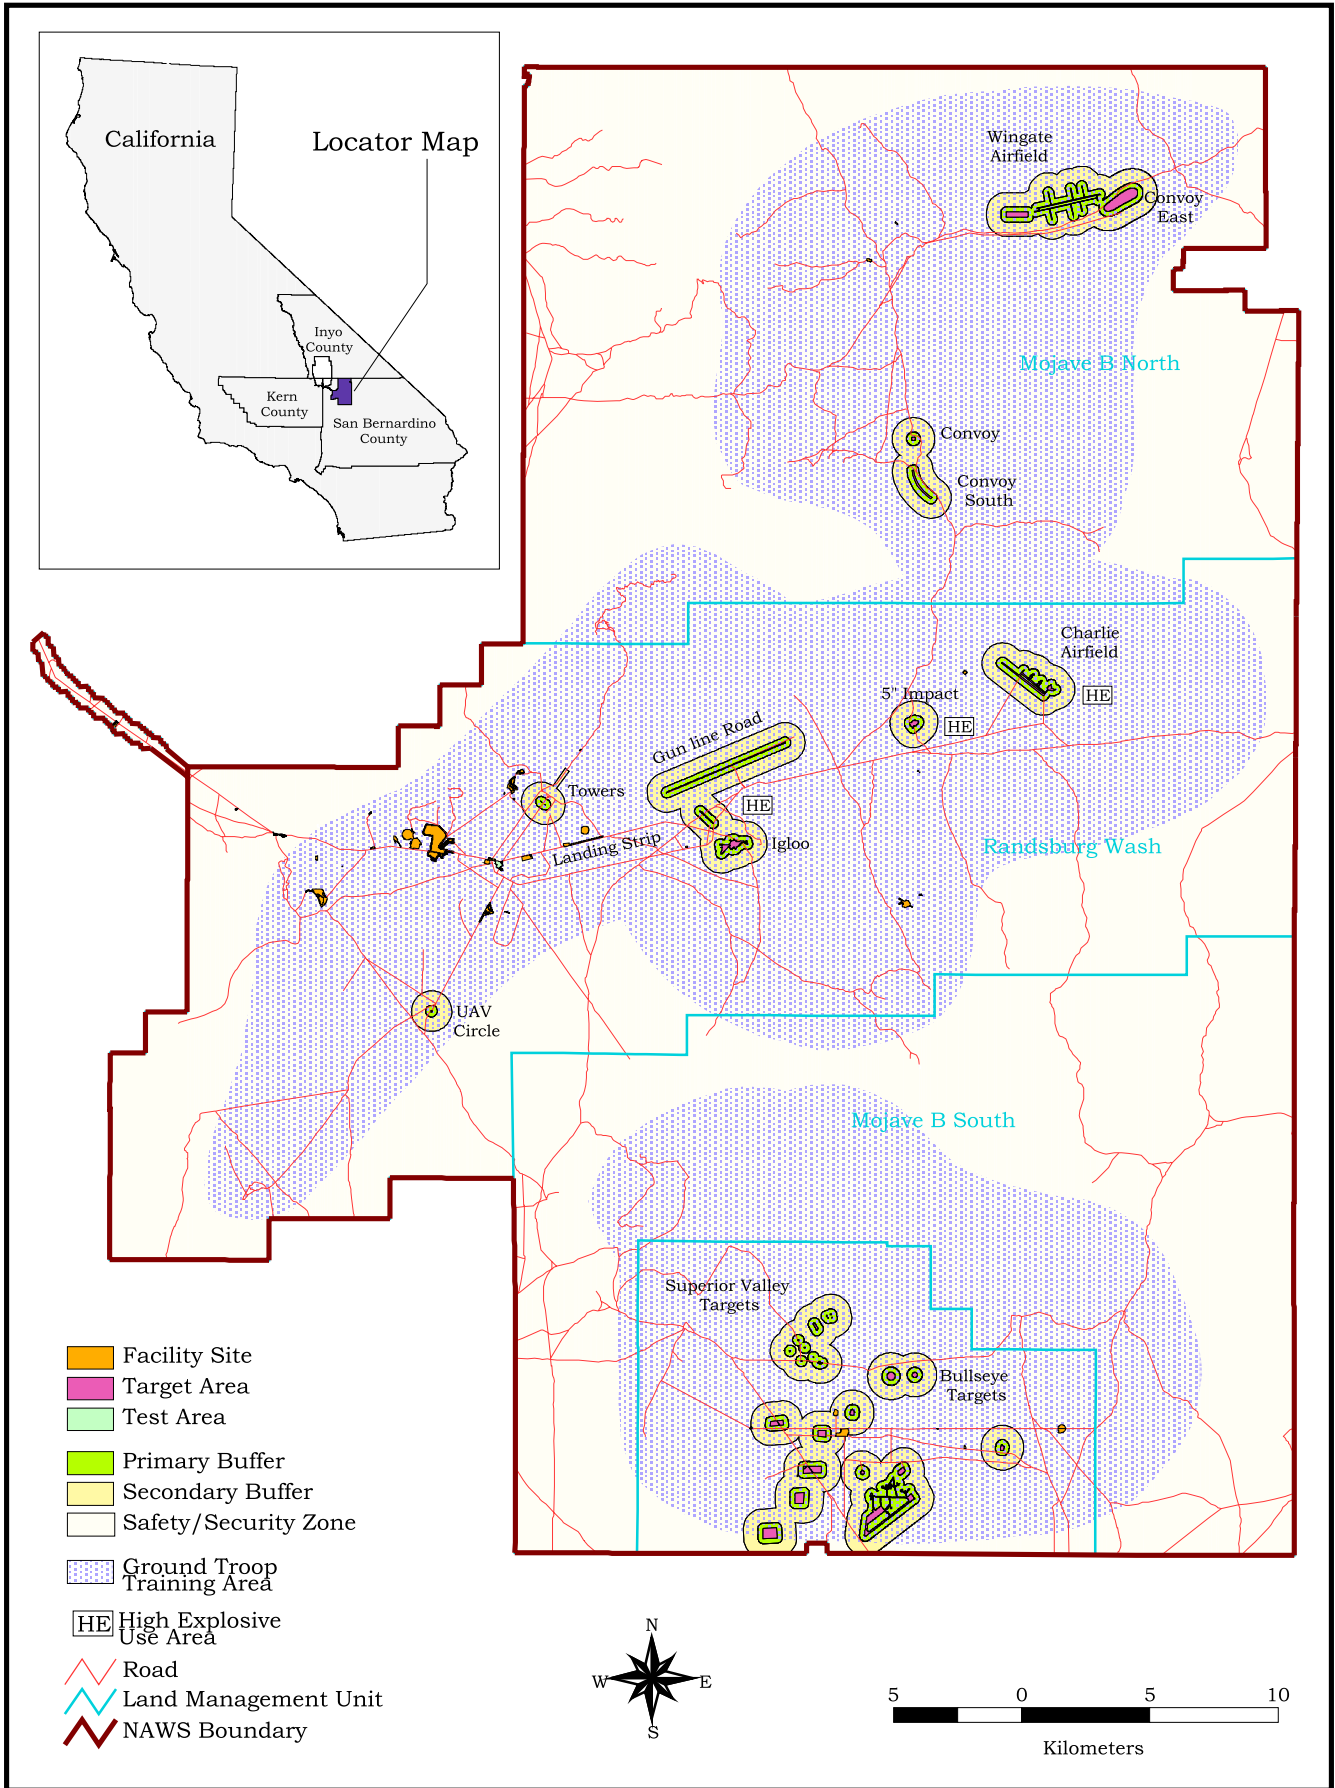 California
Locator Map
Inyo
County
Kern
County
San Bernardino
County
Wingate
Airfield
Convoy
East
Mojave B North
Convoy
Convoy
South
Charlie
Airfield
HE
5" Impact
HE
Gun line Road
Towers
HE
Landing Strip
Igloo
Randsburg Wash
UAV
Circle
Mojave B South
Superior Valley
Targets
Bullseye
Targets
Facility Site
Target Area
Test Area
Primary Buffer
Secondary Buffer
Safety/Security Zone
Ground Troop
Training Area
HE High Explosive
Use Area
Road
Land Management Unit
NAWS Boundary
N
W E
S
5 0 5 10
Kilometers